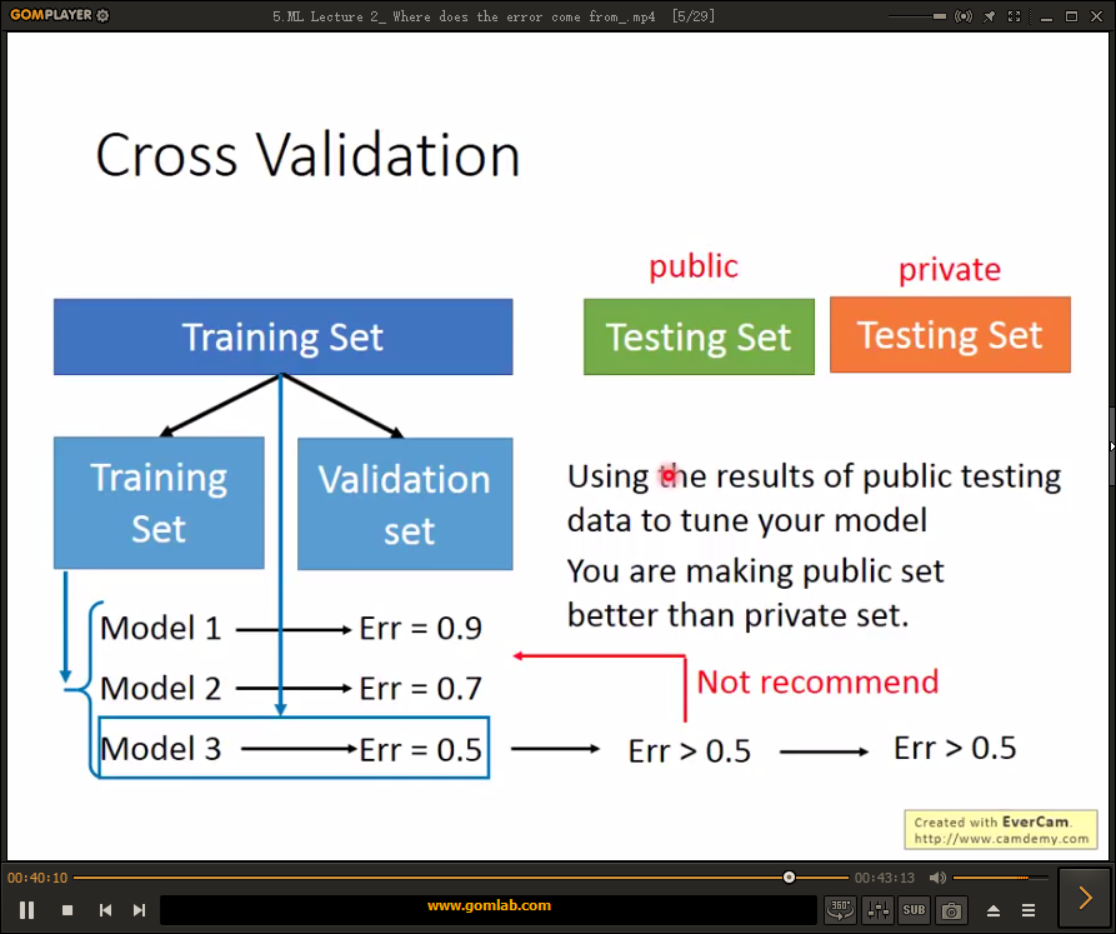 GOMPLAYER
5.ML Lecture 2_ Where does the error come from_.mp4 [5/29]
Cross Validation
public
private
Training Set
Testing Set
Testing Set
Training
Set
Validation
set
Using the results of public testing
data to tune your model
You are making public set
better than private set.
Model 1
Err = 0.9
Model 2
Err = 0.7
Not recommend
Model 3
Err = 0.5
Err > 0.5
Err > 0.5
Created with EverCam.
http://www.camdemy.com
00:40:10
00:43:13
www.gomlab.com
360°
SUB